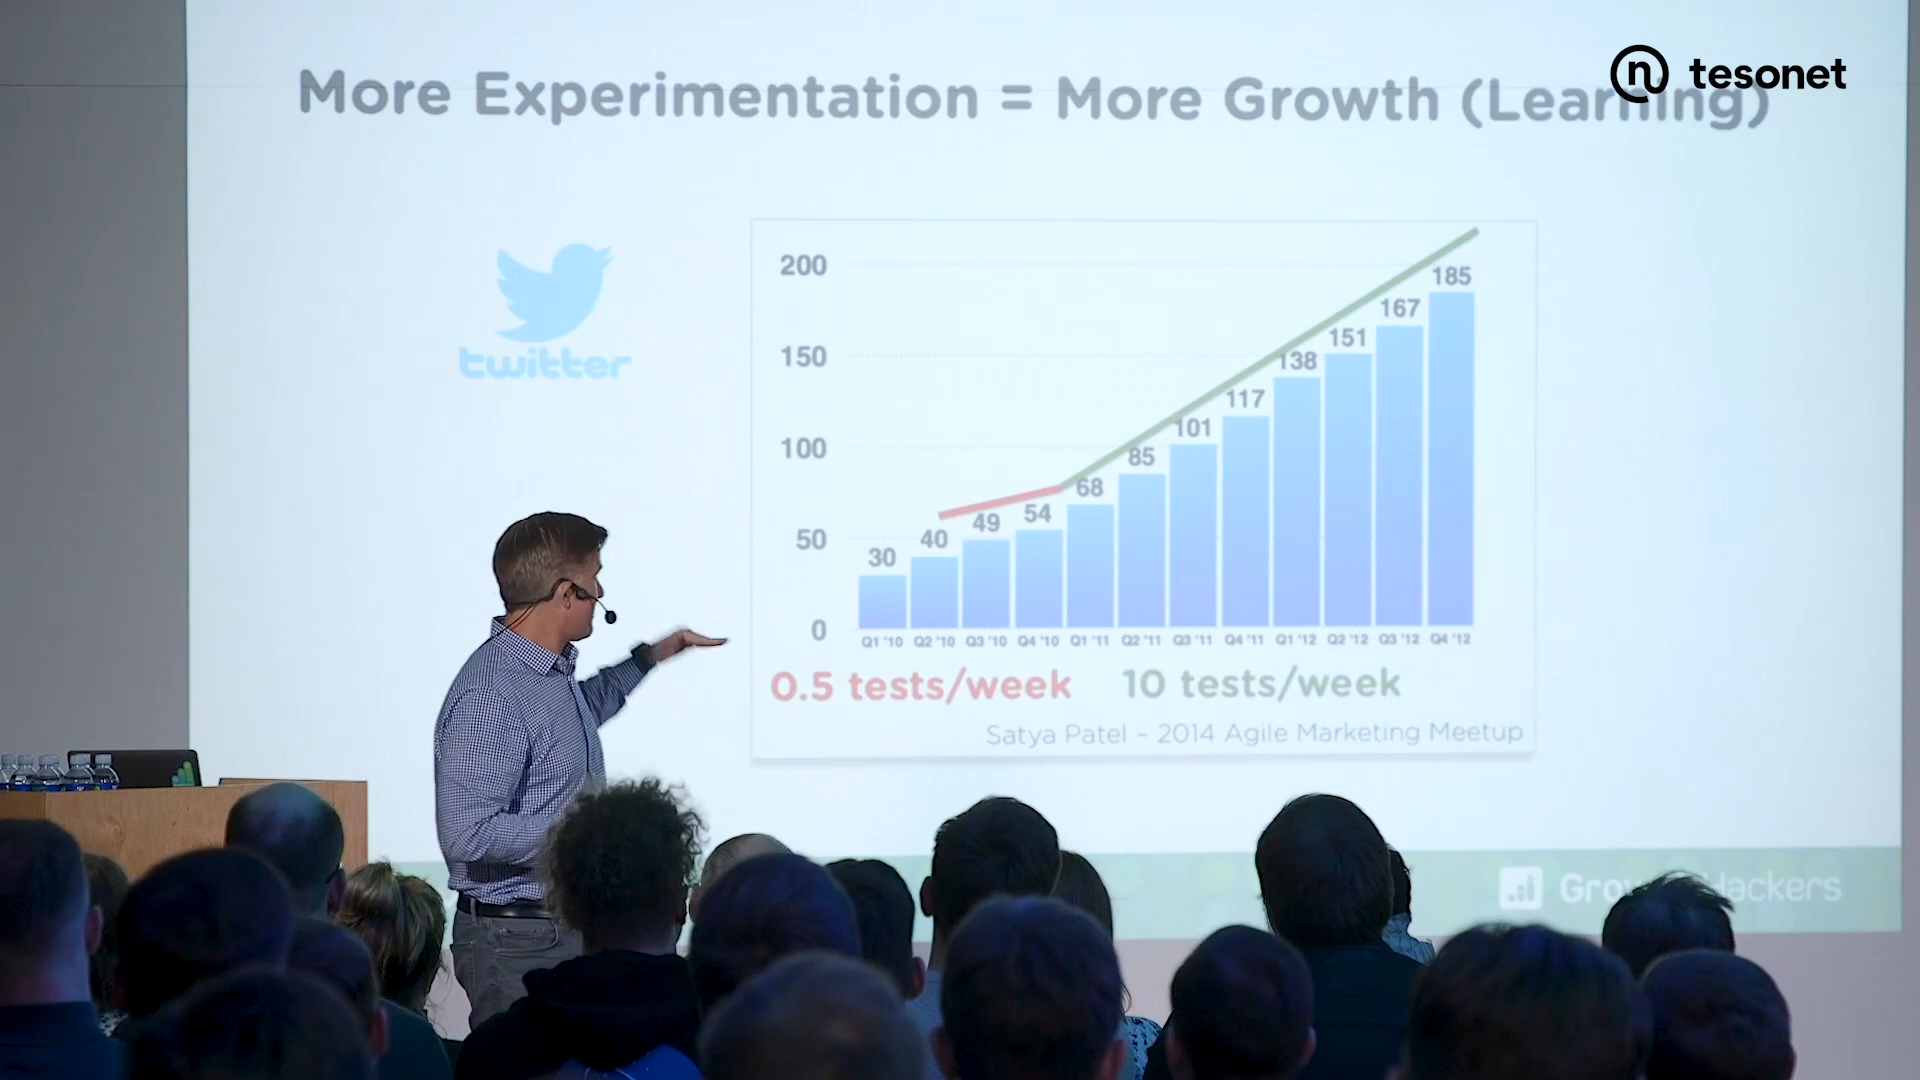 tesonet
More Experimentation = More Growth (Learning)
twitter
200
150
100
50
0
30
40
49
54
68
85
101
117
138
151
167
185
Q1 '10 Q2 '10 Q3 '10 Q4 '10 Q1 '11 Q2 '11 Q3 '11 Q4 '11 Q1 '12 Q2 '12 Q3 '12 Q4 '12
0.5 tests/week 10 tests/week
Satya Patel – 2014 Agile Marketing Meetup
GrowthHackers